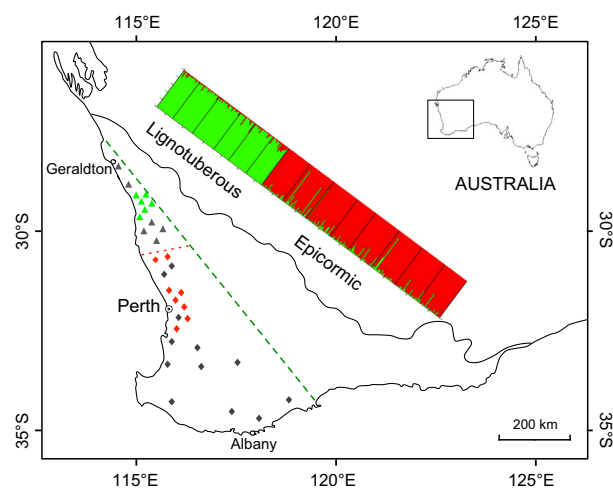 115°E 120°E 125°E
Geraldton
Lignotuberous
AUSTRALIA
30°S 30°S
Epicormic
Perth
200 km
35°S 35°S
Albany
115°E 120°E 125°E